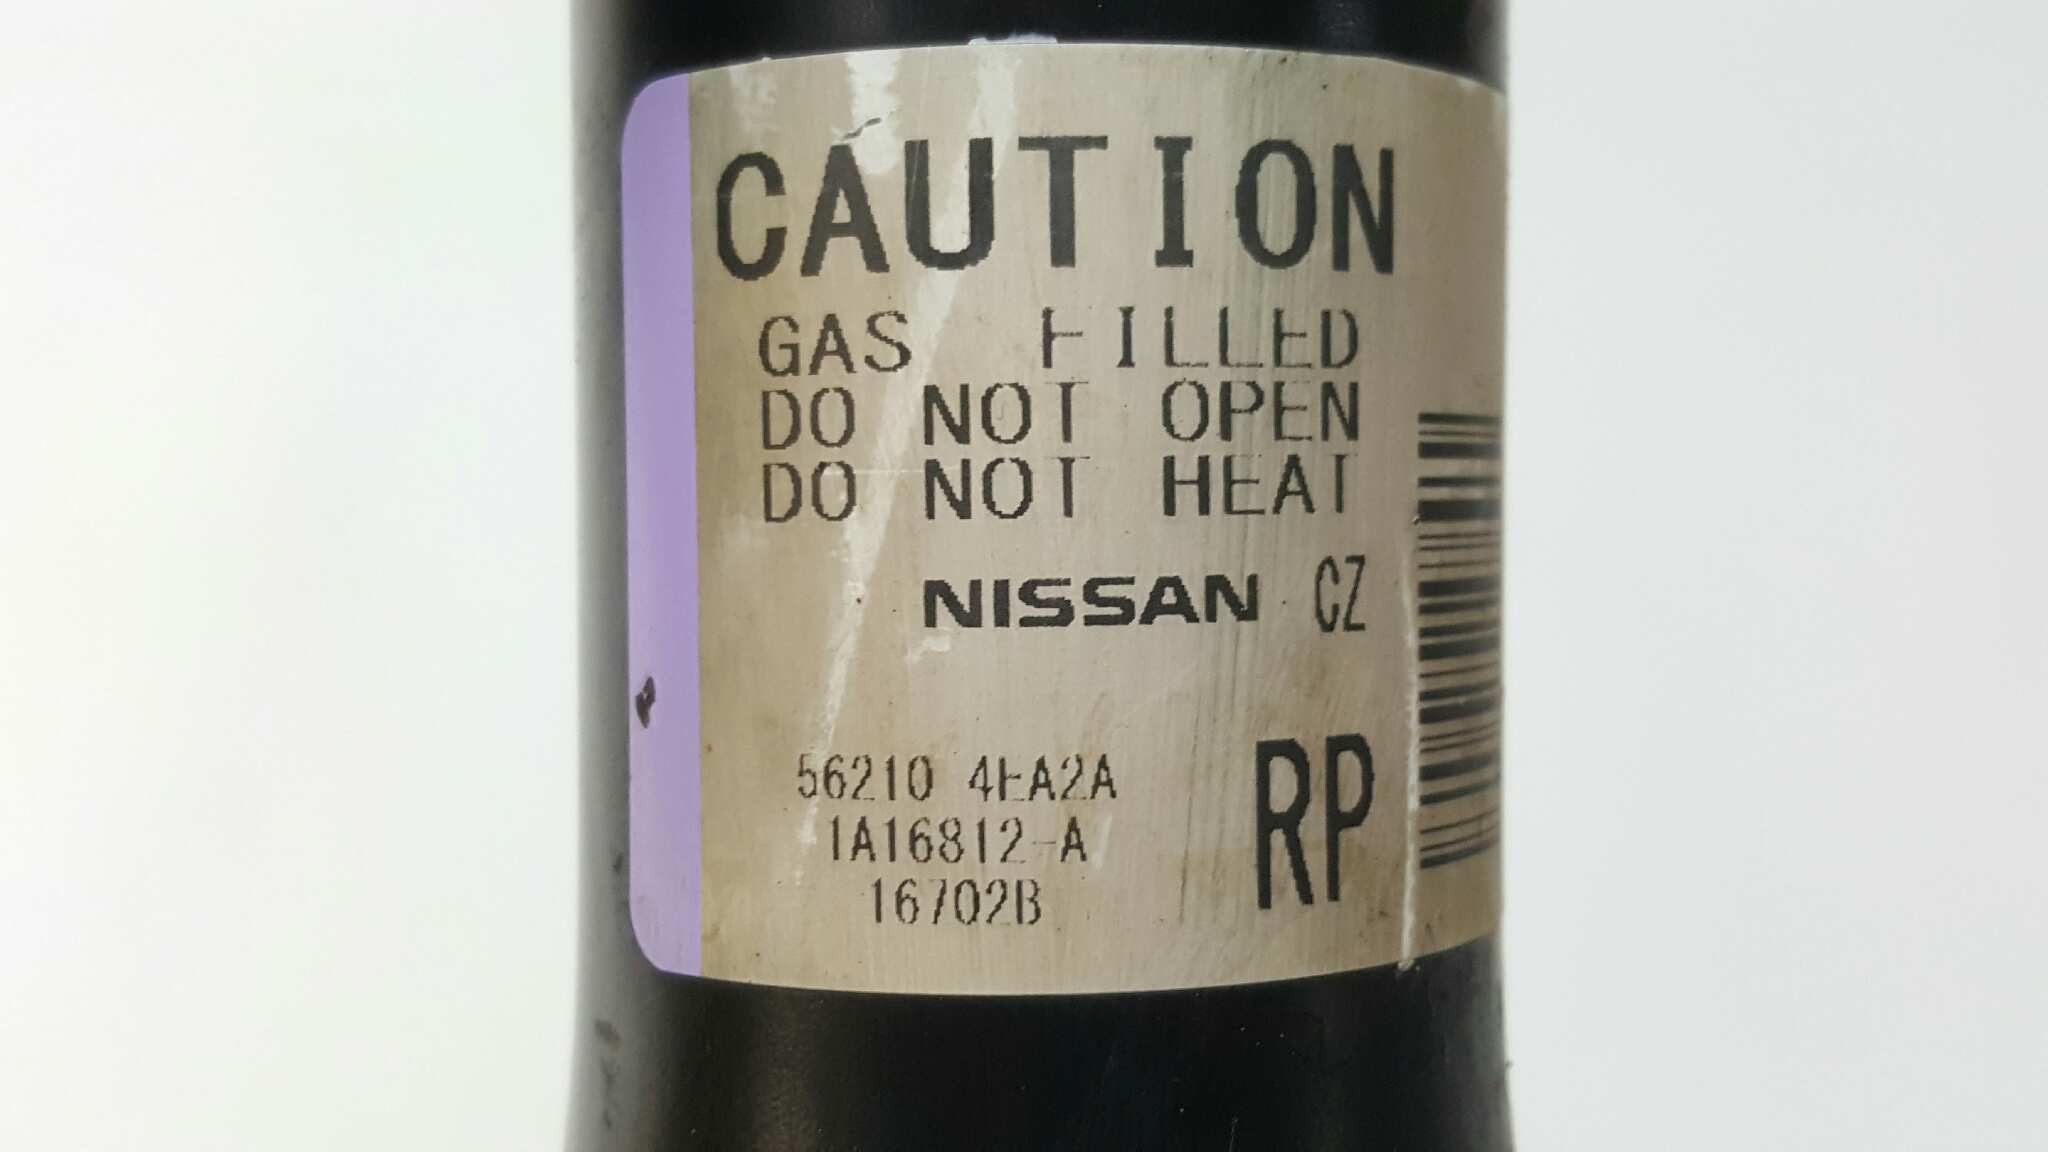 CAUTION
GAS FILLED
DO NOT OPEN
DO NOT HEAT
NISSAN CZ
56210 4EA2A
1A16812-A
16702B
RP